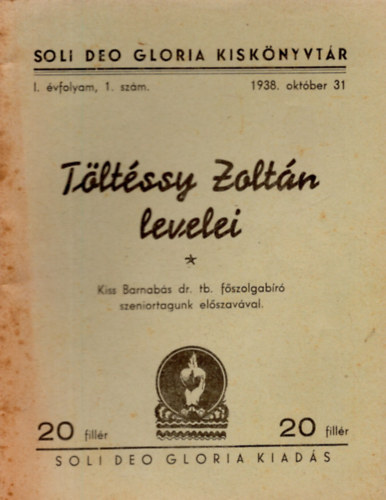 SOLI DEO GLORIA KISKÖNYVTÁR
I. évfolyam, 1. szám. 1938. október 31
Töltéssy Zoltán
levelei
*
Kiss Barnabás dr. tb. főszolgabíró
szeniortagunk előszavával.
20 fillér 20 fillér
SOLI DEO GLORIA KIADÁS